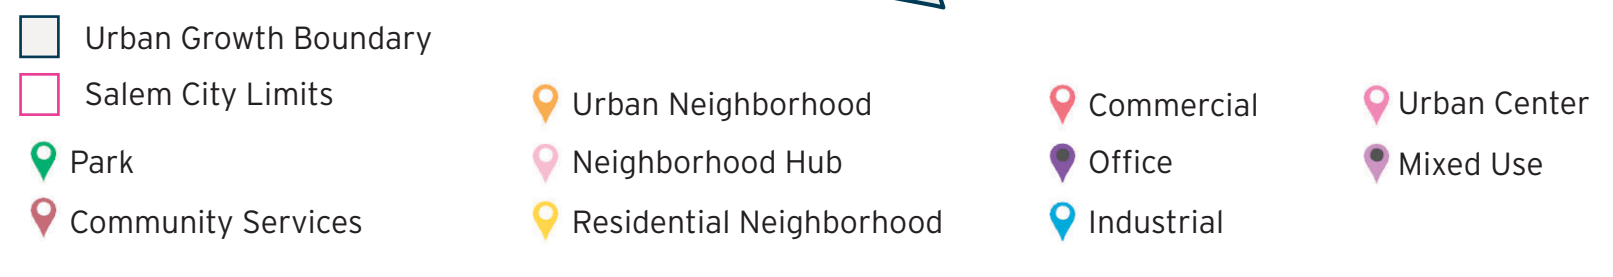 Urban Growth Boundary
Salem City Limits
Park
Community Services
Urban Neighborhood
Neighborhood Hub
Residential Neighborhood
Commercial
Office
Industrial
Urban Center
Mixed Use